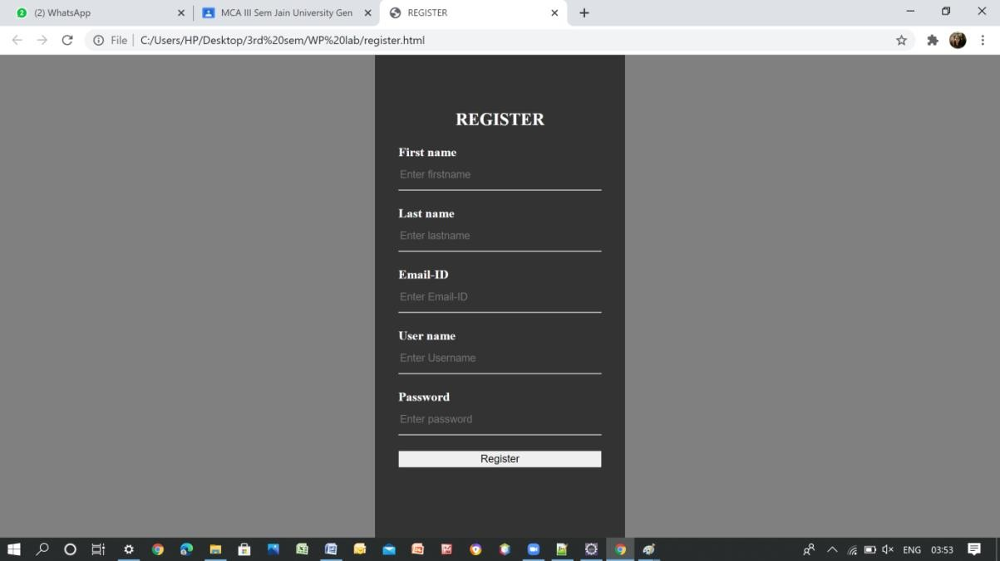 (2) WhatsApp
MCA III Sem Jain University Gen
REGISTER
File
C:/Users/HP/Desktop/3rd%20sem/WP%20lab/register.html
REGISTER
First name
Enter firstname
Last name
Enter lastname
Email-ID
Enter Email-ID
User name
Enter Username
Password
Enter password
Register
ENG
03:53